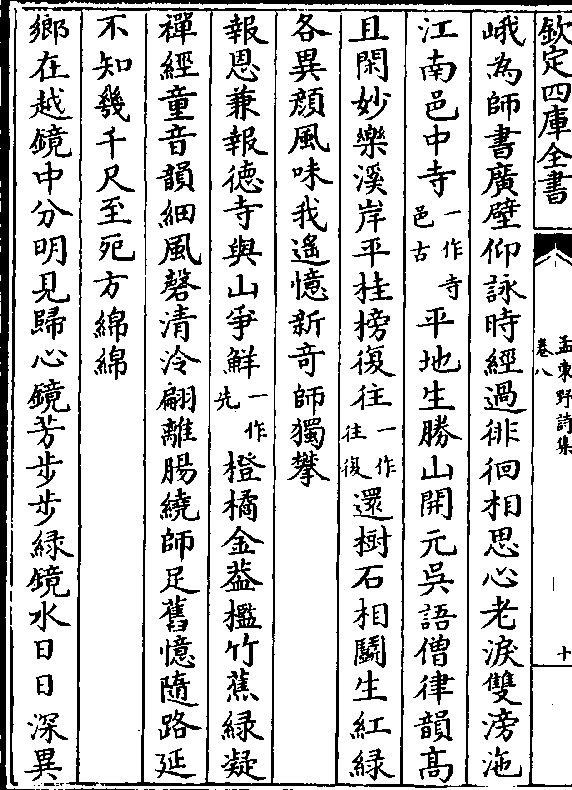 欽定四庫全書
孟東野詩集
卷八
十
峨為師書廣壁仰詠時經過徘徊相思心老淚雙滂沲
江南邑中寺一作寺邑古平地生勝山開元吳語僧律韻髙
且閑妙樂溪岸平桂榜復往一作往復還樹石相鬭生紅綠
各異顔風味我遙憶新竒師獨攀
報恩兼報德寺與山爭鮮一作先橙橘金葢檻竹蕉綠凝
禪經童音韻細風磬清泠翩離腸繞師足舊憶隨路延
不知幾千尺至死方綿綿
鄉在越鏡中分明見歸心鏡芳步步綠鏡水日日深異